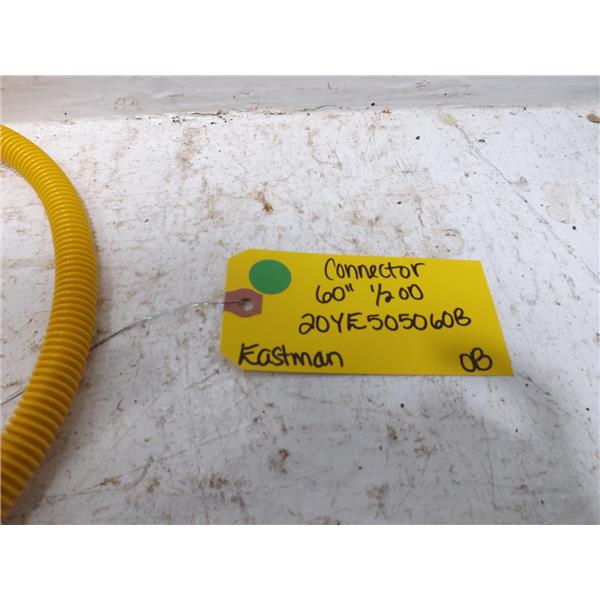 Connector
60" 1/2 OD
20YE505060B
Eastman OB